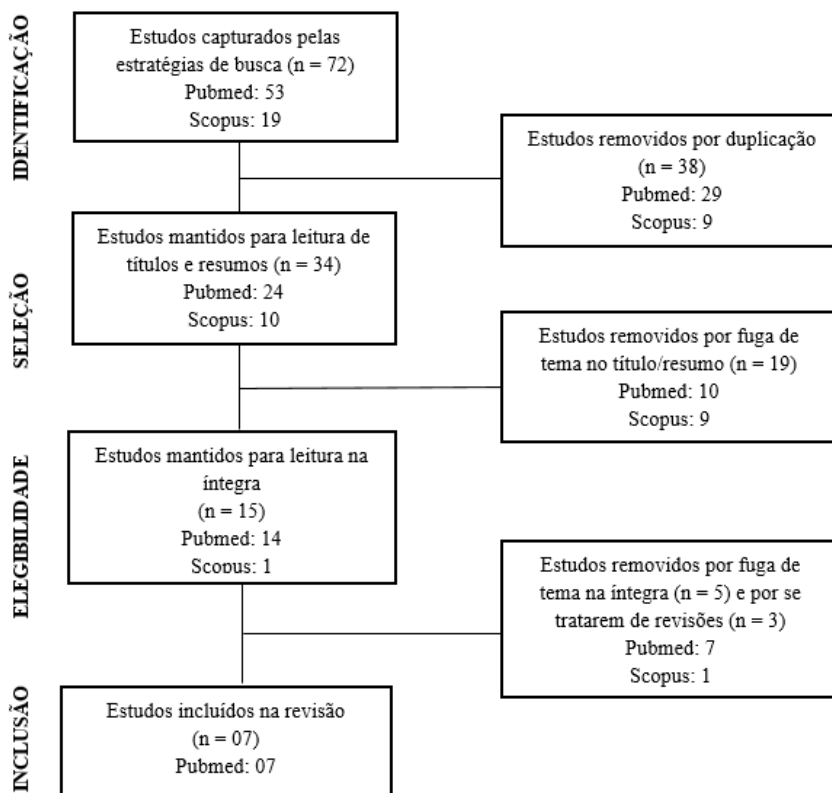 IDENTIFICAÇÃO
Estudos capturados pelas
estratégias de busca (n = 72)
Pubmed: 53
Scopus: 19
Estudos removidos por duplicação
(n = 38)
Pubmed: 29
Scopus: 9
SELEÇÃO
Estudos mantidos para leitura de
títulos e resumos (n = 34)
Pubmed: 24
Scopus: 10
Estudos removidos por fuga de
tema no título/resumo (n = 19)
Pubmed: 10
Scopus: 9
ELEGIBILIDADE
Estudos mantidos para leitura na
íntegra
(n = 15)
Pubmed: 14
Scopus: 1
Estudos removidos por fuga de
tema na íntegra (n = 5) e por se
tratarem de revisões (n = 3)
Pubmed: 7
Scopus: 1
INCLUSÃO
Estudos incluídos na revisão
(n = 07)
Pubmed: 07